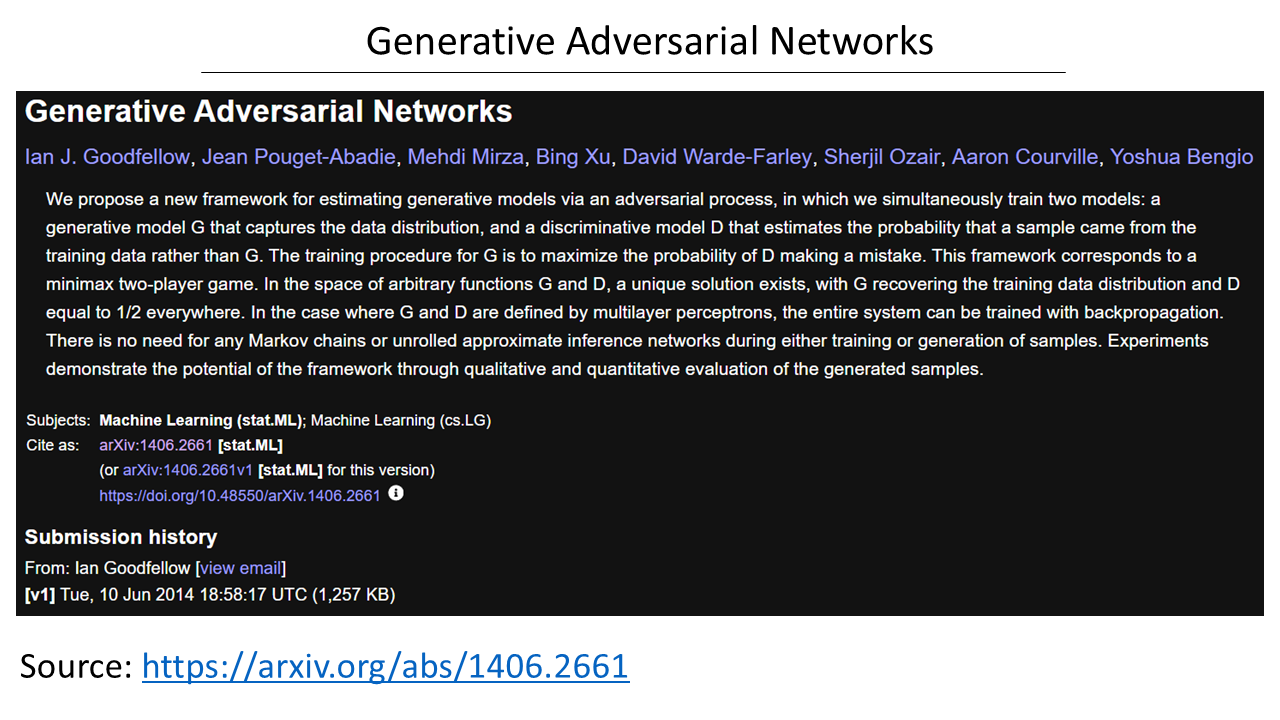 Generative Adversarial Networks
Generative Adversarial Networks
Ian J. Goodfellow, Jean Pouget-Abadie, Mehdi Mirza, Bing Xu, David Warde-Farley, Sherjil Ozair, Aaron Courville, Yoshua Bengio
We propose a new framework for estimating generative models via an adversarial process, in which we simultaneously train two models: a
generative model G that captures the data distribution, and a discriminative model D that estimates the probability that a sample came from the
training data rather than G. The training procedure for G is to maximize the probability of D making a mistake. This framework corresponds to a
minimax two-player game. In the space of arbitrary functions G and D, a unique solution exists, with G recovering the training data distribution and D
equal to 1/2 everywhere. In the case where G and D are defined by multilayer perceptrons, the entire system can be trained with backpropagation.
There is no need for any Markov chains or unrolled approximate inference networks during either training or generation of samples. Experiments
demonstrate the potential of the framework through qualitative and quantitative evaluation of the generated samples.
Subjects: Machine Learning (stat.ML); Machine Learning (cs.LG)
Cite as: arXiv:1406.2661 [stat.ML]
(or arXiv:1406.2661v1 [stat.ML] for this version)
https://doi.org/10.48550/arXiv.1406.2661
Submission history
From: Ian Goodfellow [view email]
[v1] Tue, 10 Jun 2014 18:58:17 UTC (1,257 KB)
Source: https://arxiv.org/abs/1406.2661